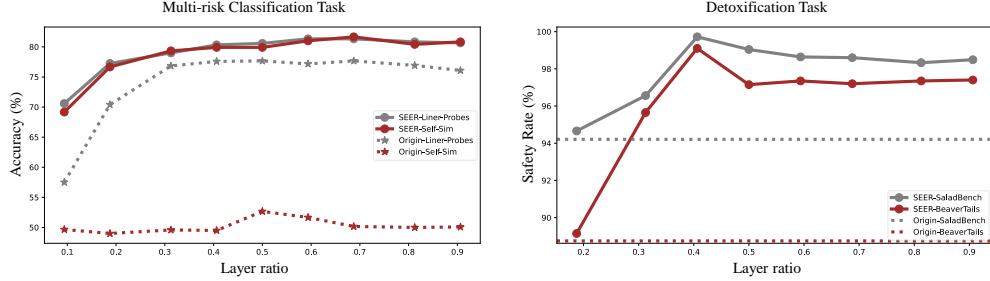 Multi-risk Classification Task
Accuracy (%)
80
75
70
65
60
55
50
0.1 0.2 0.3 0.4 0.5 0.6 0.7 0.8 0.9
Layer ratio
SEER-Liner-Probes
SEER-Self-Sim
Origin-Liner-Probes
Origin-Self-Sim
Detoxification Task
Safety Rate (%)
100
98
96
94
92
90
0.2 0.3 0.4 0.5 0.6 0.7 0.8 0.9
Layer ratio
SEER-SaladBench
SEER-BeaverTails
Origin-SaladBench
Origin-BeaverTails